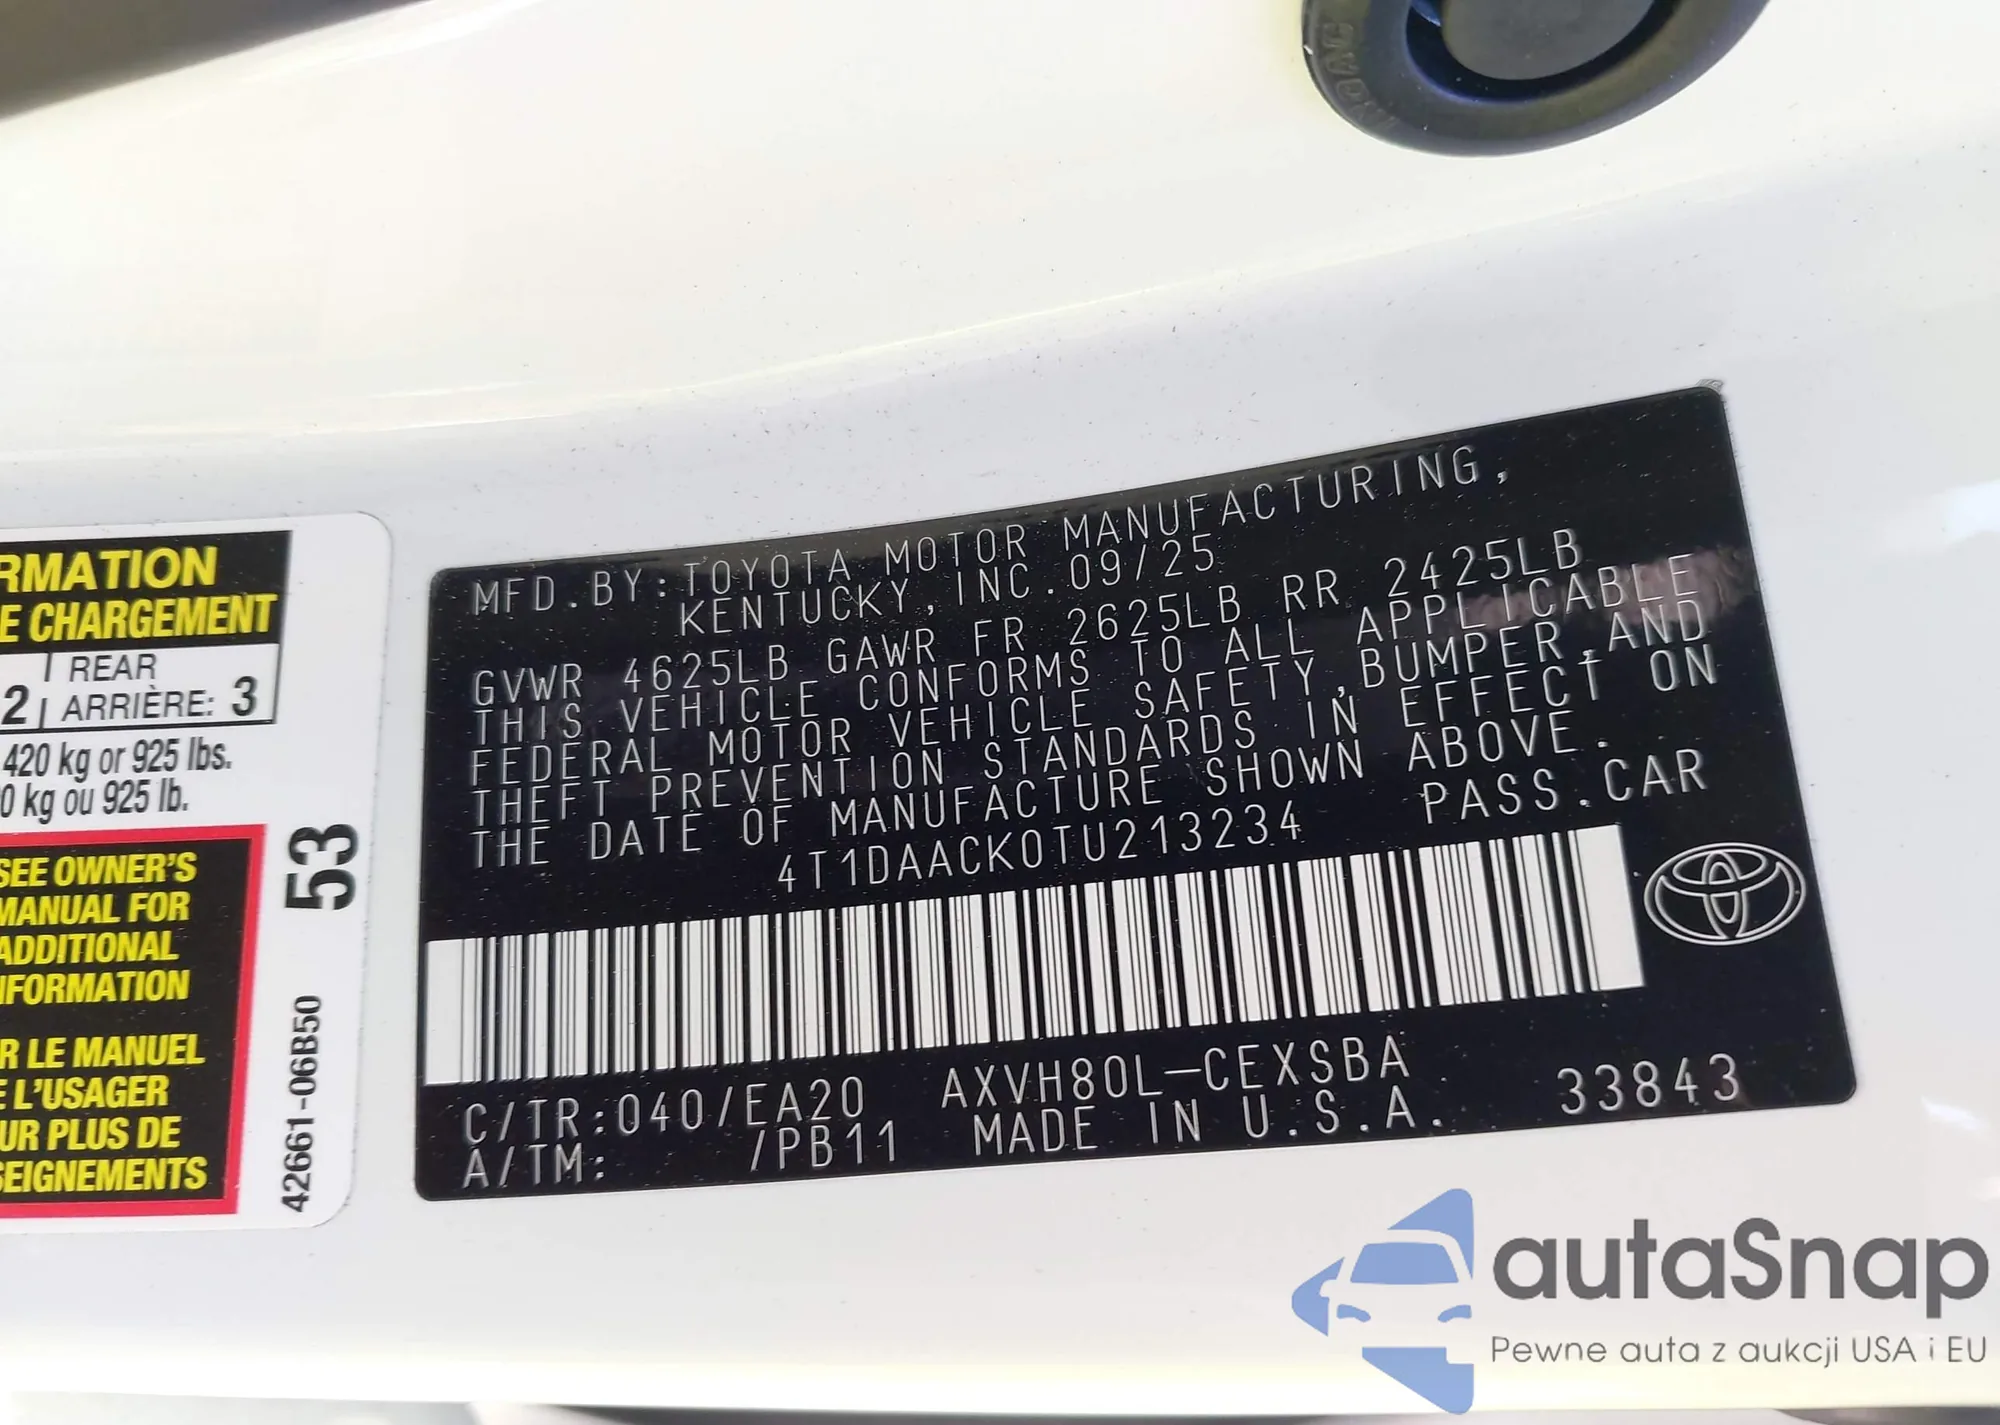 MFD.BY:TOYOTA MOTOR MANUFACTURING,
KENTUCKY,INC.09/25
GVWR 4625LB GAWR FR 2625LB RR 2425LB
THIS VEHICLE CONFORMS TO ALL APPLICABLE
FEDERAL MOTOR VEHICLE SAFETY,BUMPER,AND
THEFT PREVENTION STANDARDS IN EFFECT ON
THE DATE OF MANUFACTURE SHOWN ABOVE.
4T1DAACK0TU213234 PASS.CAR
C/TR:040/EA20 AXVH80L-CEXSBA
A/TM: /PB11 MADE IN U.S.A. 33843
RMATION
E CHARGEMENT
2 REAR
ARRIÈRE: 3
420 kg or 925 lbs.
0 kg ou 925 lb.
SEE OWNER'S
MANUAL FOR
ADDITIONAL
NFORMATION
R LE MANUEL
E L'USAGER
UR PLUS DE
SEIGNEMENTS
53
42661-06B50
autaSnap
Pewne auta z aukcji USA i EU